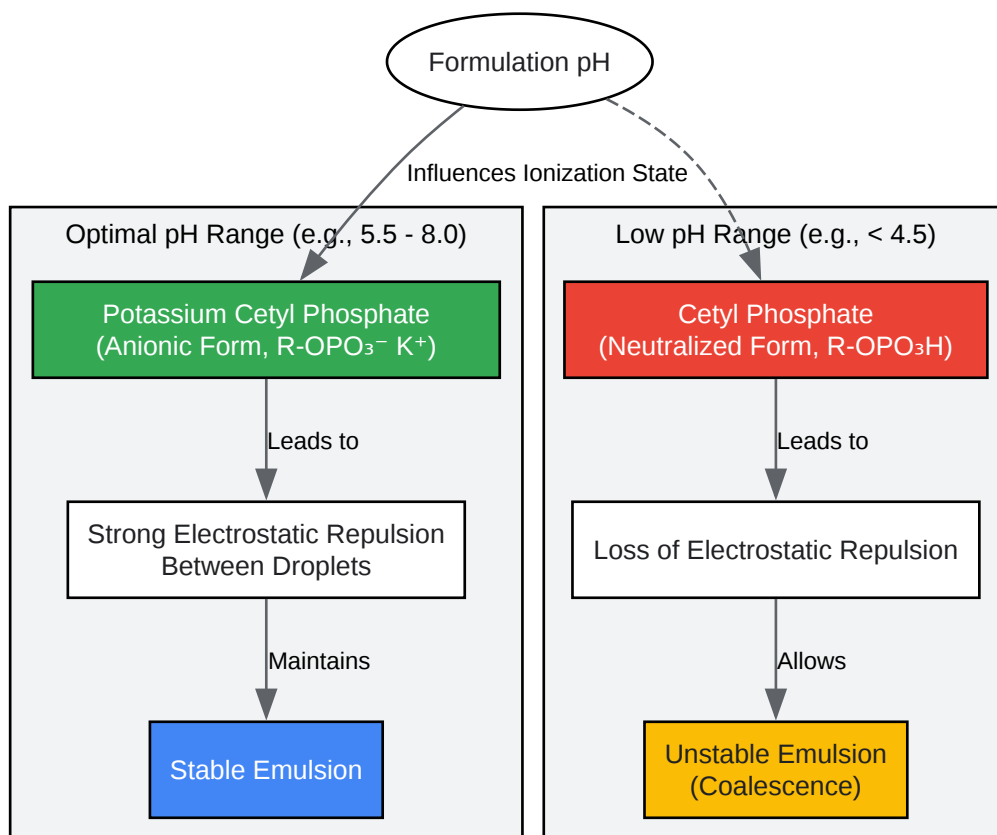 Formulation pH
Influences Ionization State
Optimal pH Range (e.g., 5.5 - 8.0)
Potassium Cetyl Phosphate
(Anionic Form, R-OPO₃⁻ K⁺)
Leads to
Strong Electrostatic Repulsion
Between Droplets
Maintains
Stable Emulsion
Low pH Range (e.g., < 4.5)
Cetyl Phosphate
(Neutralized Form, R-OPO₃H)
Leads to
Loss of Electrostatic Repulsion
Allows
Unstable Emulsion
(Coalescence)